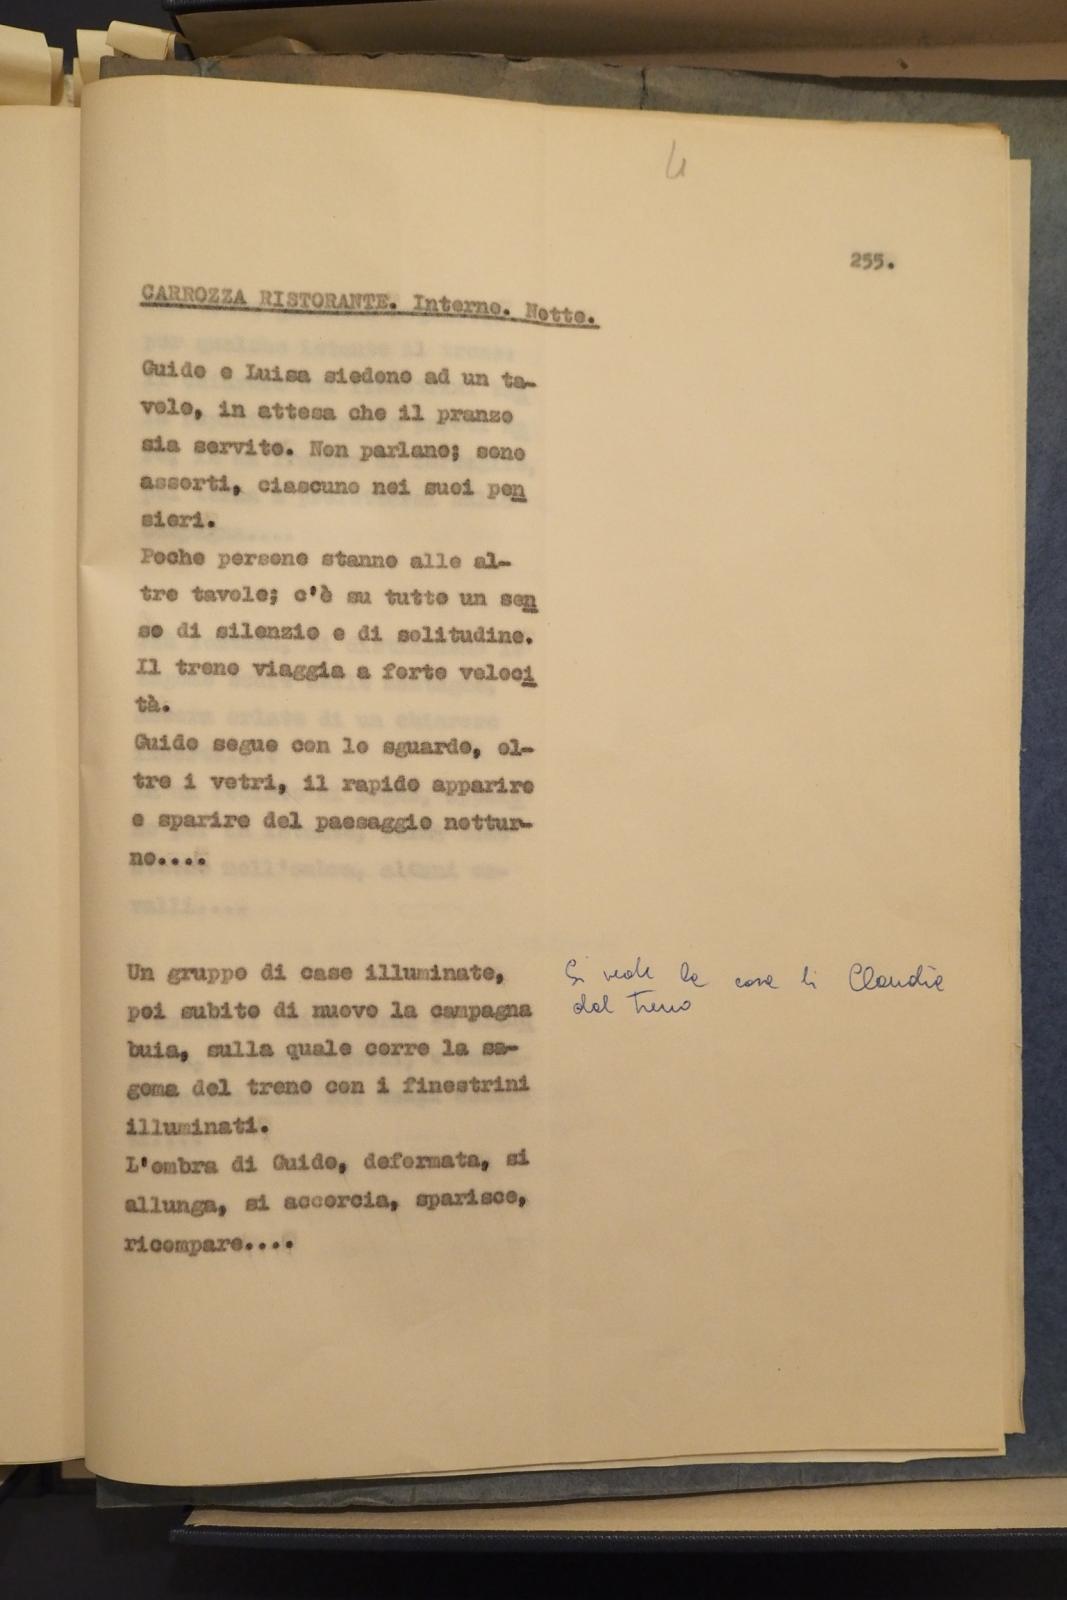 4
255.
CARROZZA RISTORANTE. Interno. Notte.
Guido e Luisa siedono ad un ta-
volo, in attesa che il pranzo
sia servito. Non parlano; sono
assorti, ciascuno nei suoi pen
sieri.
Poche persone stanno alle al-
tre tavole; c'è su tutto un sen
so di silenzio e di solitudine.
Il treno viaggia a forte veloci
tà.
Guido segue con lo sguardo, ol-
tre i vetri, il rapido apparire
e sparire del paesaggio nottur-
no....
Un gruppo di case illuminate,
poi subito di nuovo la campagna
buia, sulla quale corre la sa-
goma del treno con i finestrini
illuminati.
L'ombra di Guido, deformata, si
allunga, si accorcia, sparisce,
ricompare....
Si vede la casa di Claudia
dal treno